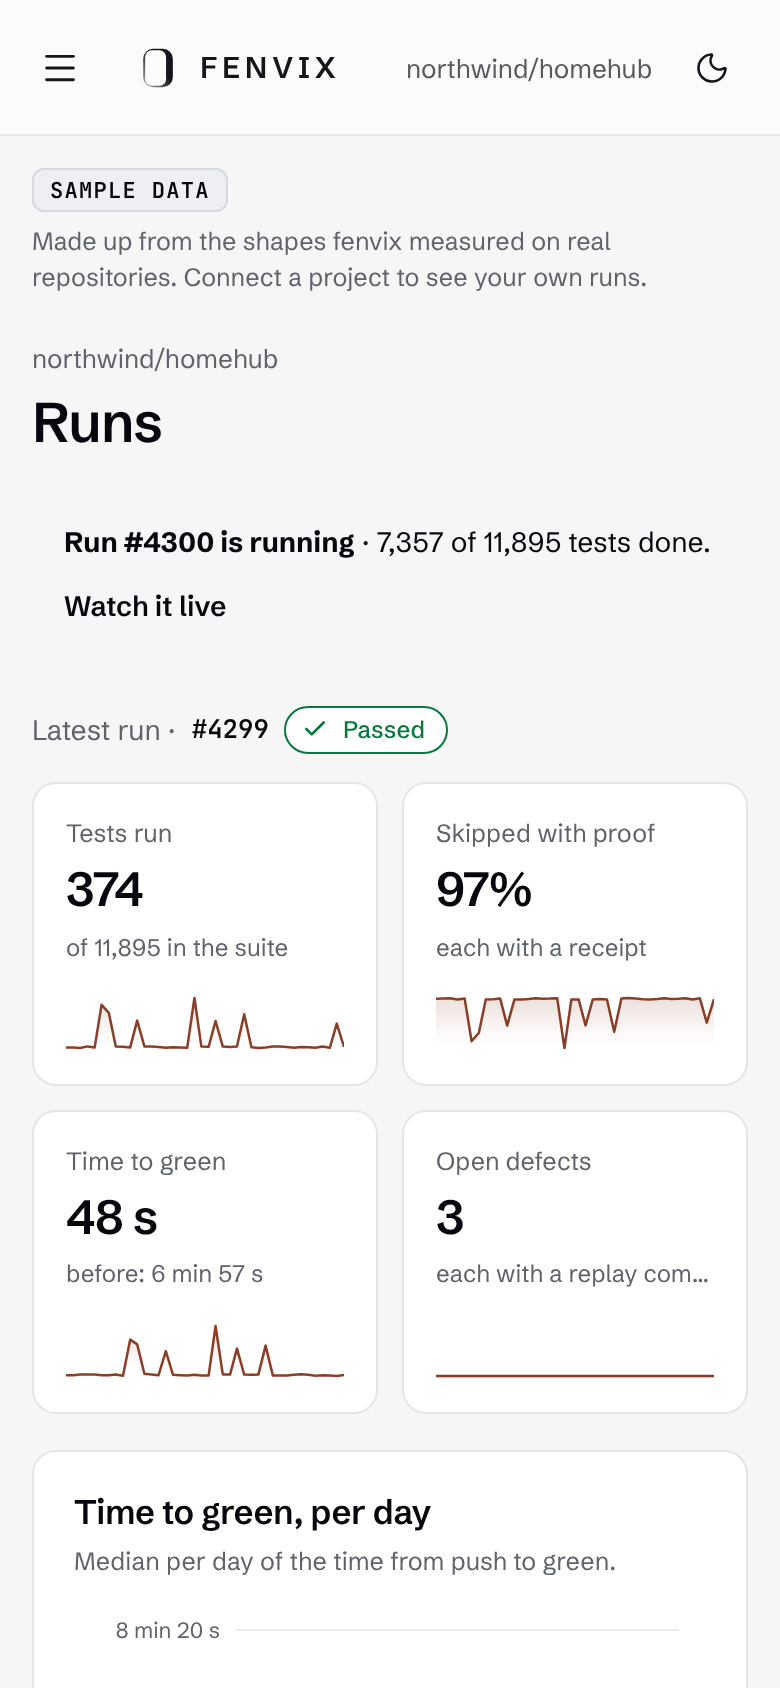 FENVIX
northwind/homehub
SAMPLE DATA
Made up from the shapes fenvix measured on real
repositories. Connect a project to see your own runs.
northwind/homehub
Runs
Run #4300 is running · 7,357 of 11,895 tests done.
Watch it live
Latest run · #4299 Passed
Tests run
374
of 11,895 in the suite
Skipped with proof
97%
each with a receipt
Time to green
48 s
before: 6 min 57 s
Open defects
3
each with a replay com...
Time to green, per day
Median per day of the time from push to green.
8 min 20 s